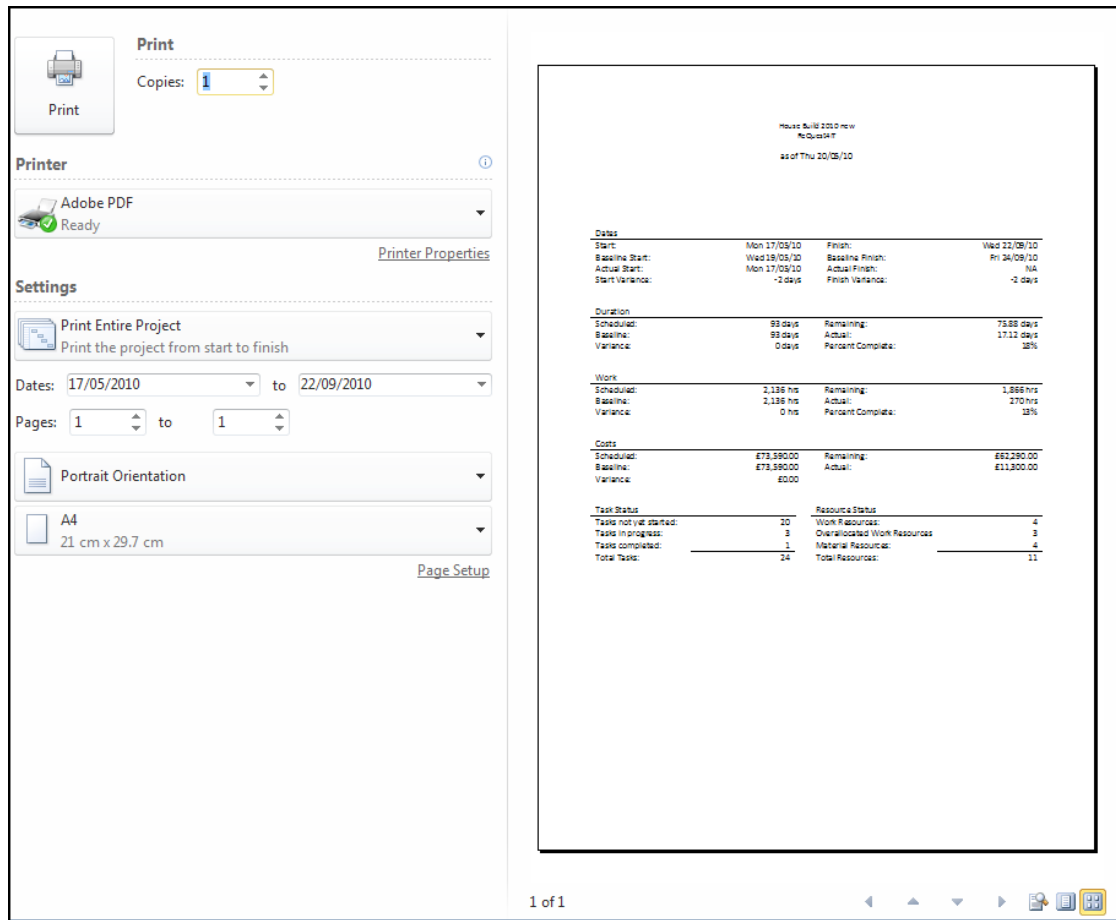 Print
Copies: 1
Print
Printer
Adobe PDF
Ready
Printer Properties
Settings
Print Entire Project
Print the project from start to finish
Dates: 17/05/2010 to 22/09/2010
Pages: 1 to 1
Portrait Orientation
A4
21 cm x 29.7 cm
Page Setup
House Build 2010 new
ReQuestIT
as of Thu 20/05/10
Dates
Start: Mon 17/05/10 Finish: Wed 22/09/10
Baseline Start: Wed 19/05/10 Baseline Finish: Fri 24/09/10
Actual Start: Mon 17/05/10 Actual Finish: NA
Start Variance: -2 days Finish Variance: -2 days
Duration
Scheduled: 93 days Remaining: 75.88 days
Baseline: 93 days Actual: 17.12 days
Variance: 0 days Percent Complete: 18%
Work
Scheduled: 2,136 hrs Remaining: 1,866 hrs
Baseline: 2,136 hrs Actual: 270 hrs
Variance: 0 hrs Percent Complete: 13%
Costs
Scheduled: £73,590.00 Remaining: £62,290.00
Baseline: £73,590.00 Actual: £11,300.00
Variance: £0.00
Task Status Resource Status
Tasks not yet started: 20 Work Resources: 4
Tasks in progress: 3 Overallocated Work Resources 3
Tasks completed: 1 Material Resources: 4
Total Tasks: 24 Total Resources: 11
1 of 1